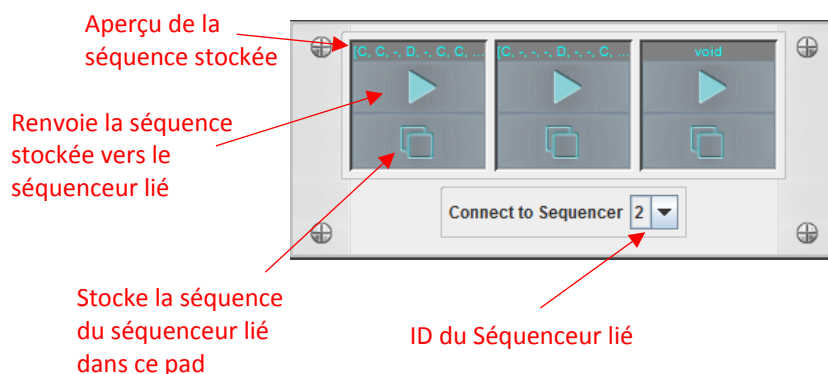 Aperçu de la
séquence stockée
[C, C, -, D, -, C, C, ...
[C, -, -, -, D, -, -, C, ...
void
Renvoie la séquence
stockée vers le
séquenceur lié
Connect to Sequencer 2
Stocke la séquence
du séquenceur lié
dans ce pad
ID du Séquenceur lié